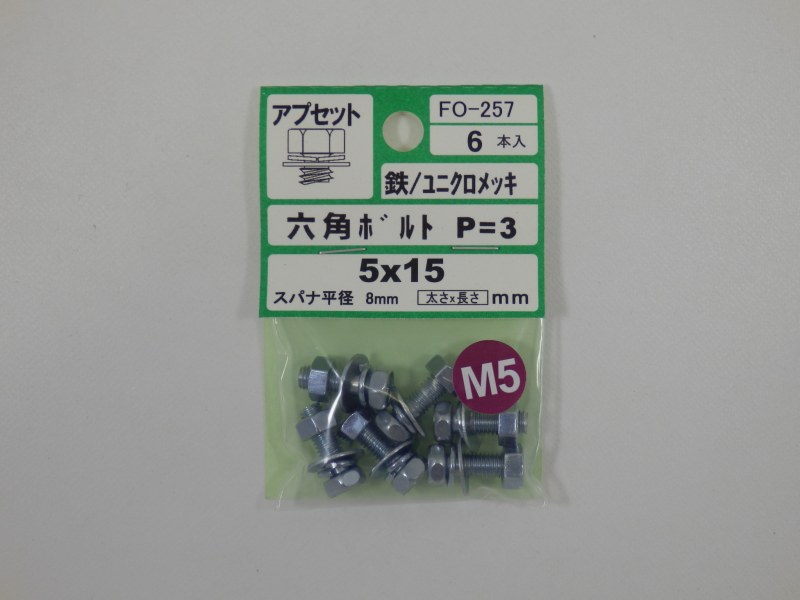 アプセット
FO-257
6 本入
鉄/ユニクロメッキ
六角ボルト P=3
5x15
スパナ平径 8mm 太さx長さ mm
M5